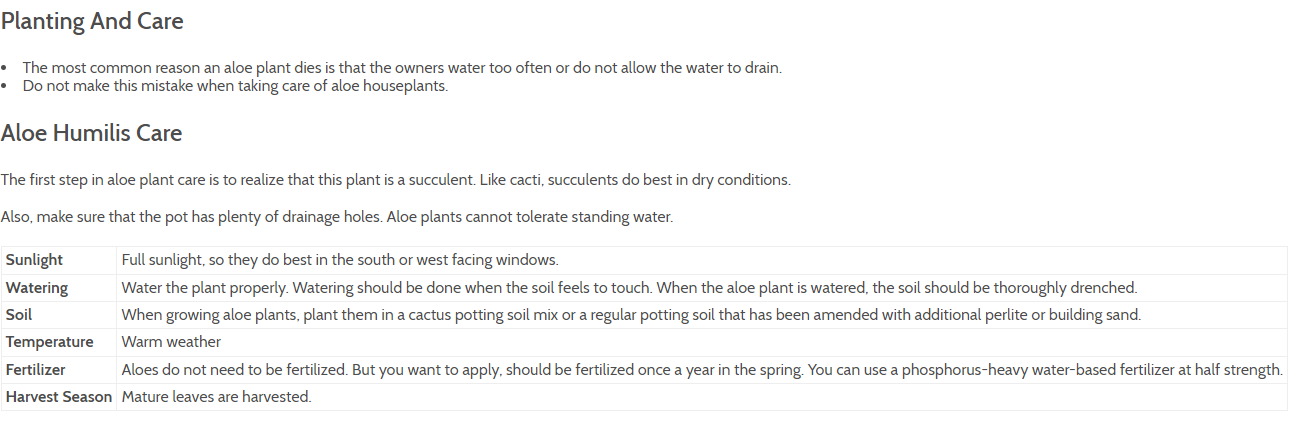 Planting And Care
• The most common reason an aloe plant dies is that the owners water too often or do not allow the water to drain.
• Do not make this mistake when taking care of aloe houseplants.
Aloe Humilis Care
The first step in aloe plant care is to realize that this plant is a succulent. Like cacti, succulents do best in dry conditions.
Also, make sure that the pot has plenty of drainage holes. Aloe plants cannot tolerate standing water.
Sunlight Full sunlight, so they do best in the south or west facing windows.
Watering Water the plant properly. Watering should be done when the soil feels to touch. When the aloe plant is watered, the soil should be thoroughly drenched.
Soil When growing aloe plants, plant them in a cactus potting soil mix or a regular potting soil that has been amended with additional perlite or building sand.
Temperature Warm weather
Fertilizer Aloes do not need to be fertilized. But you want to apply, should be fertilized once a year in the spring. You can use a phosphorus-heavy water-based fertilizer at half strength.
Harvest Season Mature leaves are harvested.